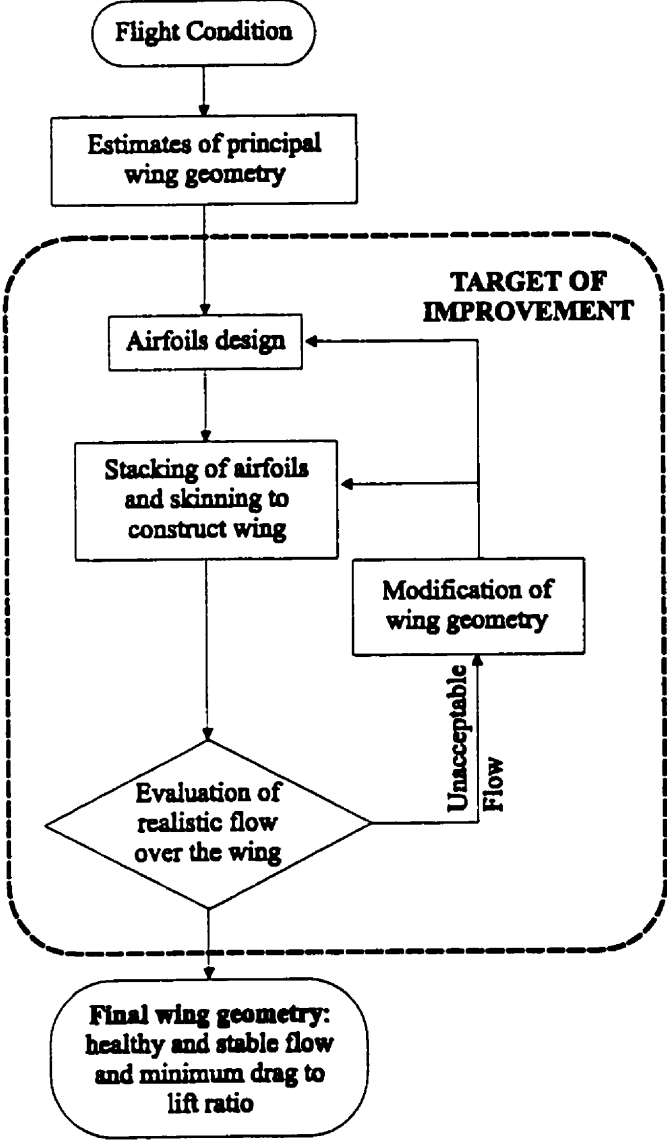 Flight Condition
Estimates of principal
wing geometry
TARGET OF
IMPROVEMENT
Airfoils design
Stacking of airfoils
and skinning to
construct wing
Modification of
wing geometry
Unacceptable
Flow
Evaluation of
realistic flow
over the wing
Final wing geometry:
healthy and stable flow
and minimum drag to
lift ratio